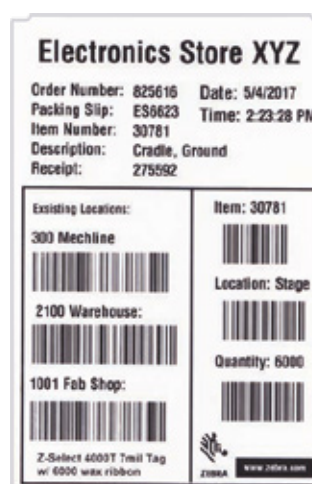 Electronics Store XYZ
Order Number: 825616 Date: 5/4/2017
Packing Slip: ES6623 Time: 2:23:28 PM
Item Number: 30781
Description: Cradle, Ground
Receipt: 275592
Exsisting Locations:
300 Mechline
2100 Warehouse:
1001 Fab Shop:
Z-Select 4000T 7mil Tag
w/ 6000 wax ribbon
Item: 30781
Location: Stage
Quantity: 6000
ZEBRA www.zebra.com